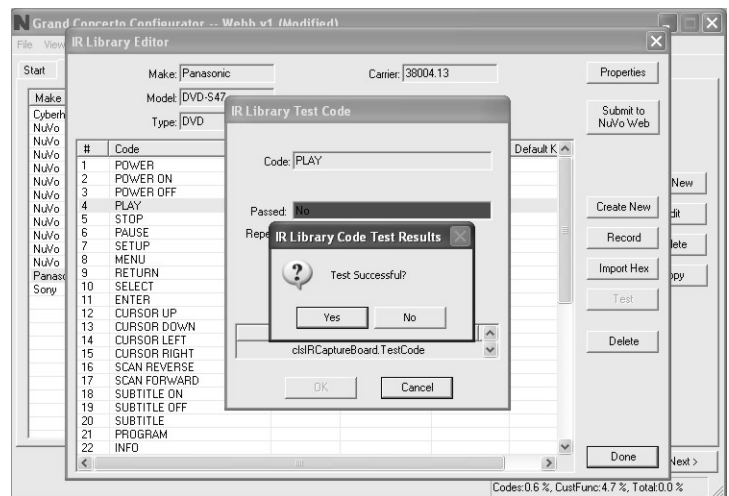 Grand Concerto Configurator -- Webb v1 (Modified)
File View
IR Library Editor
Start
Make
Cyberh
NuVo
NuVo
NuVo
NuVo
NuVo
NuVo
NuVo
NuVo
NuVo
NuVo
NuVo
Panaso
Sony
Make: Panasonic
Carrier: 38004.13
Model: DVD-S47
Type: DVD
# Code Default K
1 POWER
2 POWER ON
3 POWER OFF
4 PLAY
5 STOP
6 PAUSE
7 SETUP
8 MENU
9 RETURN
10 SELECT
11 ENTER
12 CURSOR UP
13 CURSOR DOWN
14 CURSOR LEFT
15 CURSOR RIGHT
16 SCAN REVERSE
17 SCAN FORWARD
18 SUBTITLE ON
19 SUBTITLE OFF
20 SUBTITLE
21 PROGRAM
22 INFO
IR Library Test Code
Code: PLAY
Passed: No
Repe
IR Library Code Test Results
Test Successful?
Yes No
clsIRCaptureBoard.TestCode
OK Cancel
Properties
Submit to
NuVo Web
Create New
Record
Import Hex
Test
Delete
Done
New
dit
lete
opy
Next >
Codes:0.6 %, CustFunc:4.7 %, Total:0.0 %